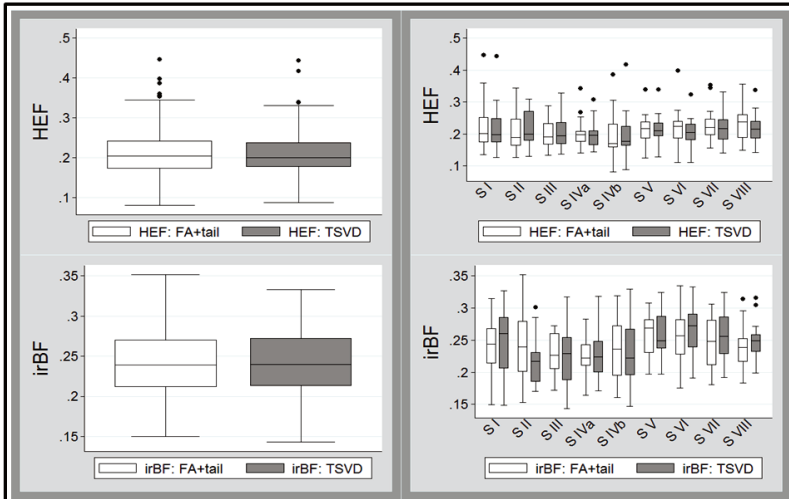 .5
.4
.3
.2
.1
HEF
HEF: FA+tail HEF: TSVD
.5
.4
.3
.2
.1
HEF
S I S II S III S IVa S IVb S V S VI S VII S VIII
HEF: FA+tail HEF: TSVD
.35
.3
.25
.2
.15
irBF
irBF: FA+tail irBF: TSVD
.35
.3
.25
.2
.15
irBF
S I S II S III S IVa S IVb S V S VI S VII S VIII
irBF: FA+tail irBF: TSVD